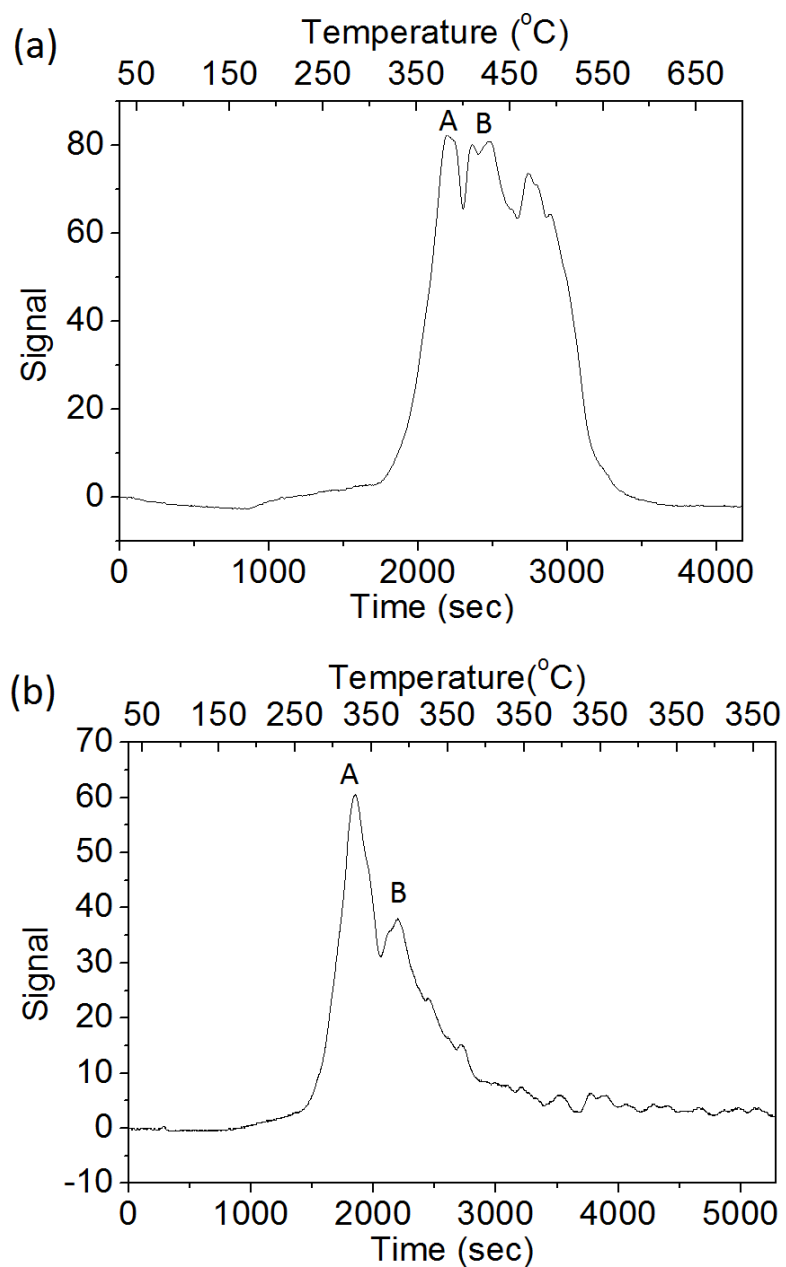 (a)
Temperature (°C)
50 150 250 350 450 550 650
A B
80
60
40
20
0
Signal
0 1000 2000 3000 4000
Time (sec)
(b)
Temperature(°C)
50 150 250 350 350 350 350 350 350
70
A
60
50
B
40
30
20
10
0
-10
Signal
0 1000 2000 3000 4000 5000
Time (sec)